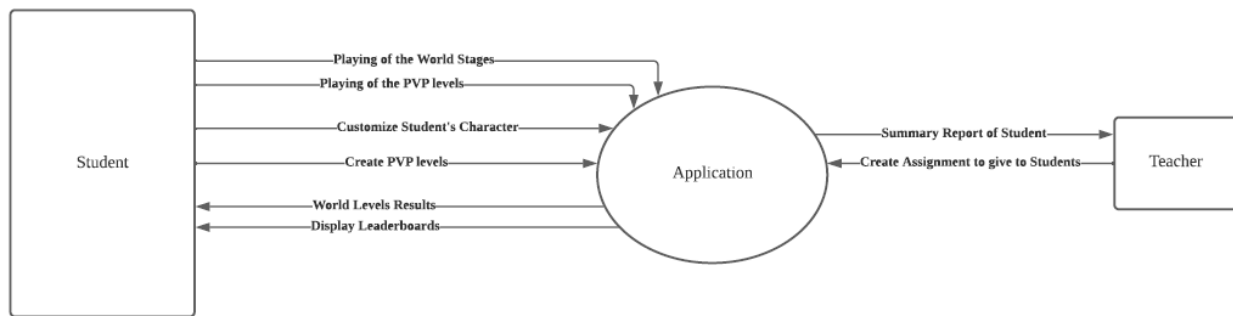 Playing of the World Stages
Playing of the PVP levels
Customize Student's Character
Summary Report of Student
Student
Create PVP levels
Application
Create Assignment to give to Students
Teacher
World Levels Results
Display Leaderboards